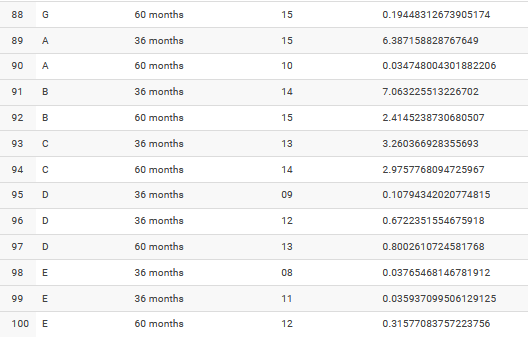 88 G 60 months 15 0.19448312673905174
89 A 36 months 15 6.387158828767649
90 A 60 months 10 0.034748004301882206
91 B 36 months 14 7.063225513226702
92 B 60 months 15 2.4145238730680507
93 C 36 months 13 3.260366928355693
94 C 60 months 14 2.9757768094725967
95 D 36 months 09 0.10794342020774815
96 D 36 months 12 0.6722351554675918
97 D 60 months 13 0.8002610724581768
98 E 36 months 08 0.03765468146781912
99 E 36 months 11 0.035937099506129125
100 E 60 months 12 0.31577083757223756